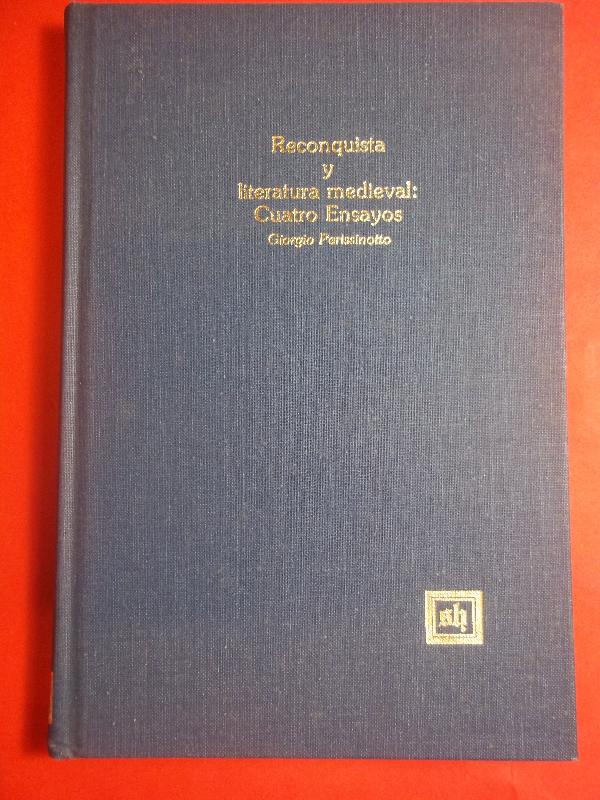 Reconquista
y
literatura medieval:
Cuatro Ensayos
Giorgio Perissinotto
sh